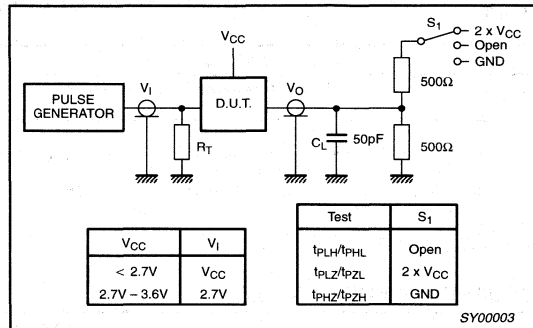 S1
2 x VCC
Open
GND
VCC
500Ω
VI
VO
PULSE
GENERATOR
D.U.T.
RT
CL
50pF
500Ω
VCC VI
< 2.7V VCC
2.7V – 3.6V 2.7V
Test S1
tPLH/tPHL Open
tPLZ/tPZL 2 x VCC
tPHZ/tPZH GND
SY00003